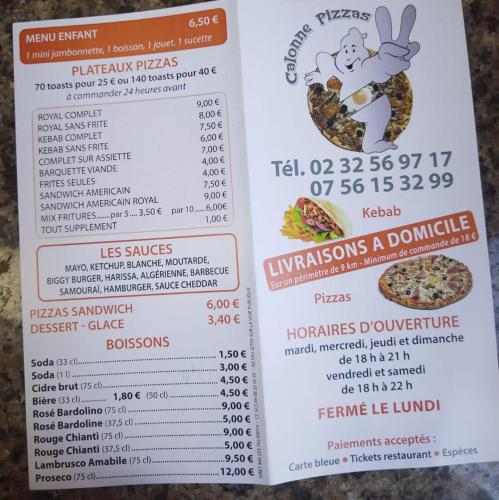 MENU ENFANT 6,50 €
1 mini jambonnette, 1 boisson, 1 jouet, 1 sucette
PLATEAUX PIZZAS
70 toasts pour 25 € ou 140 toasts pour 40 €
à commander 24 heures avant
ROYAL COMPLET 9,00 €
ROYAL SANS FRITE 8,00 €
KEBAB COMPLET 7,50 €
KEBAB SANS FRITE 6,00 €
COMPLET SUR ASSIETTE 7,00 €
BARQUETTE VIANDE 4,00 €
FRITES SEULES 4,00 €
SANDWICH AMERICAIN 7,50 €
SANDWICH AMERICAIN ROYAL 9,00 €
MIX FRITURES......par 5.... 3,50 € par 10.... 6,00€
TOUT SUPPLEMENT 1,00 €
LES SAUCES
MAYO, KETCHUP, BLANCHE, MOUTARDE,
BIGGY BURGER, HARISSA, ALGÉRIENNE, BARBECUE
SAMOURAÏ, HAMBURGER, SAUCE CHEDDAR
PIZZAS SANDWICH 6,00 €
DESSERT - GLACE 3,40 €
BOISSONS
Soda (33 cl) 1,50 €
Soda (1 l) 3,00 €
Cidre brut (75 cl) 4,50 €
Bière (33 cl) 1,80 € (50 cl) 4,50 €
Rosé Bardolino (75 cl) 9,00 €
Rosé Bardoline (37,5 cl) 5,00 €
Rouge Chianti (75 cl) 9,00 €
Rouge Chianti (37,5 cl) 5,00 €
Lambrusco Amabile (75 cl) 9,50 €
Proseco (75 cl) 12,00 €
Calonne Pizzas
Tél. 02 32 56 97 17
07 56 15 32 99
Kebab
LIVRAISONS A DOMICILE
Sur un périmètre de 9 km - Minimum de commande de 18 €
Pizzas
HORAIRES D'OUVERTURE
mardi, mercredi, jeudi et dimanche
de 18 h à 21 h
vendredi et samedi
de 18 h à 22 h
FERMÉ LE LUNDI
Paiements acceptés :
Carte bleue • Tickets restaurant • Espèces